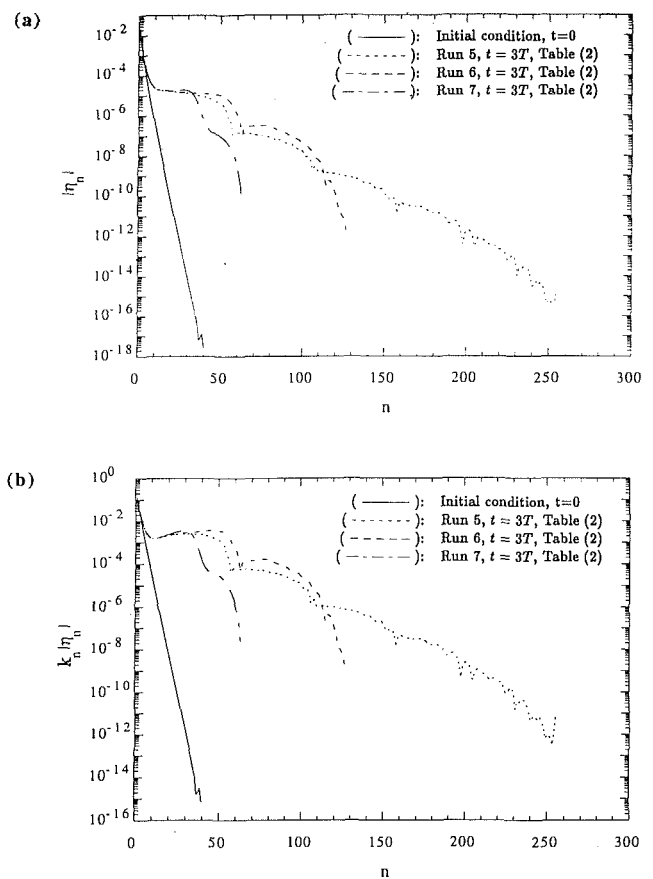 (a)
10^-2
( ——— ): Initial condition, t=0
( ······ ): Run 5, t = 3T, Table (2)
10^-4
( – – – ): Run 6, t = 3T, Table (2)
( — - — ): Run 7, t = 3T, Table (2)
10^-6
10^-8
|η_n|
10^-10
10^-12
10^-14
10^-16
10^-18
0 50 100 150 200 250 300
n
(b)
10^0
( ——— ): Initial condition, t=0
10^-2
( ······ ): Run 5, t = 3T, Table (2)
( – – – ): Run 6, t = 3T, Table (2)
10^-4
( — - — ): Run 7, t = 3T, Table (2)
10^-6
k_n |η_n|
10^-8
10^-10
10^-12
10^-14
10^-16
0 50 100 150 200 250 300
n